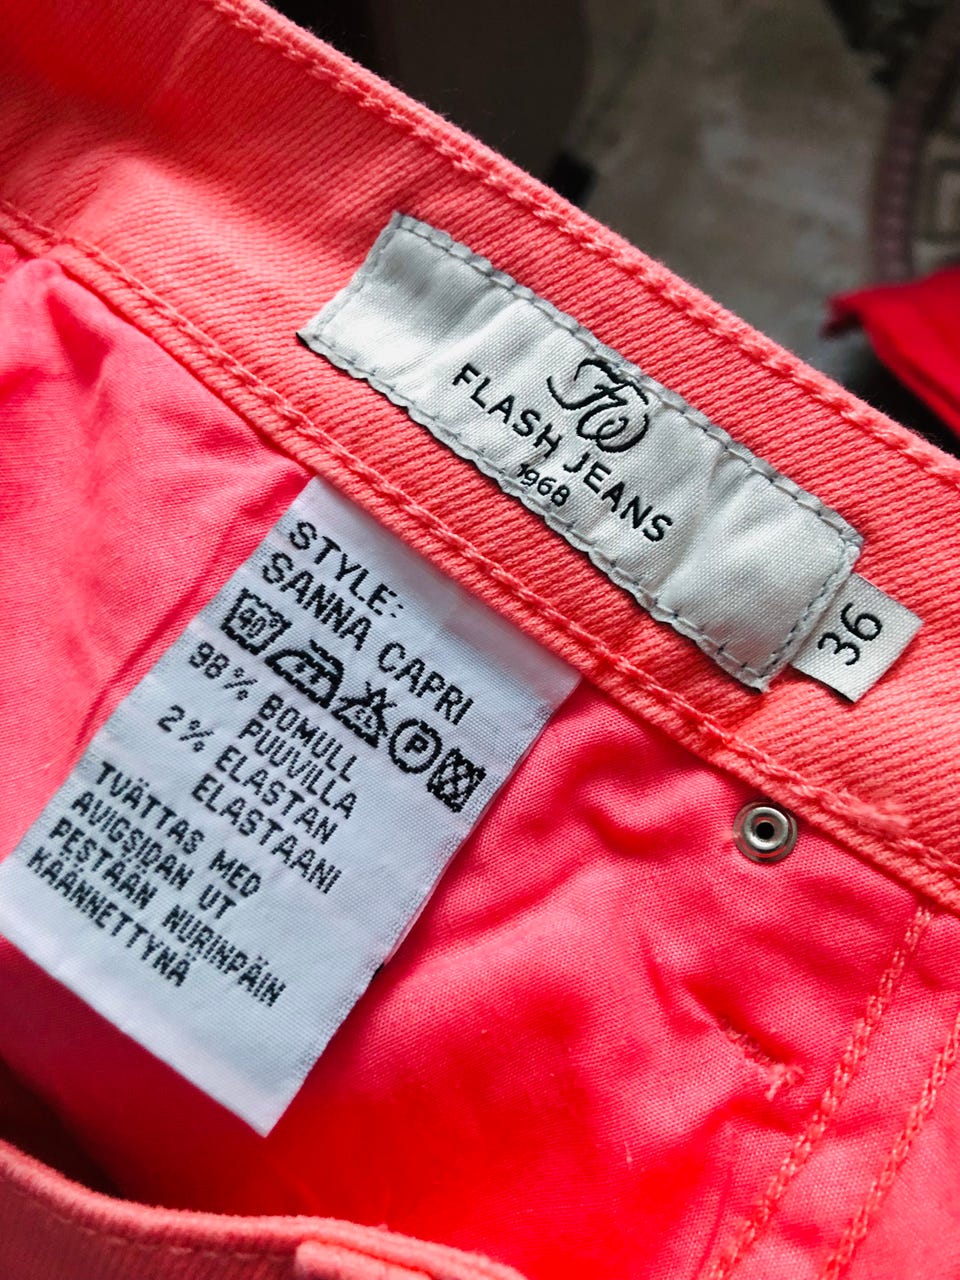 FLASH JEANS
1968
36
STYLE:
SANNA CAPRI
40°
P
98% BOMULL
PUUVILLA
2% ELASTAN
ELASTAANI
TVÄTTAS MED
AVIGSIDAN UT
PESTÄÄN NURINPÄIN
KÄÄNNETTYNÄ